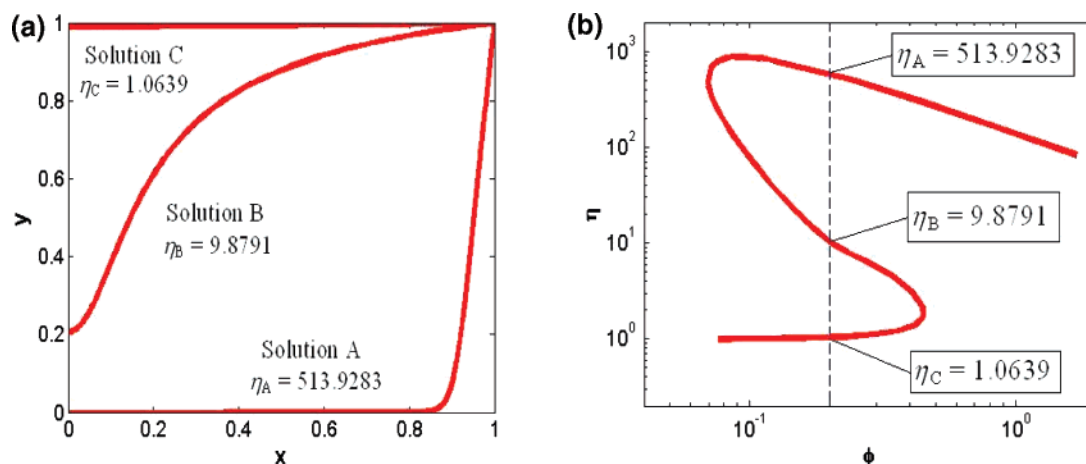 (a)
1
0.8
0.6
0.4
0.2
0
y
Solution C
ηC = 1.0639
Solution B
ηB = 9.8791
Solution A
ηA = 513.9283
0
0.2
0.4
0.6
0.8
1
x
(b)
10³
10²
10¹
10⁰
η
ηA = 513.9283
ηB = 9.8791
ηC = 1.0639
10⁻¹
10⁰
ϕ